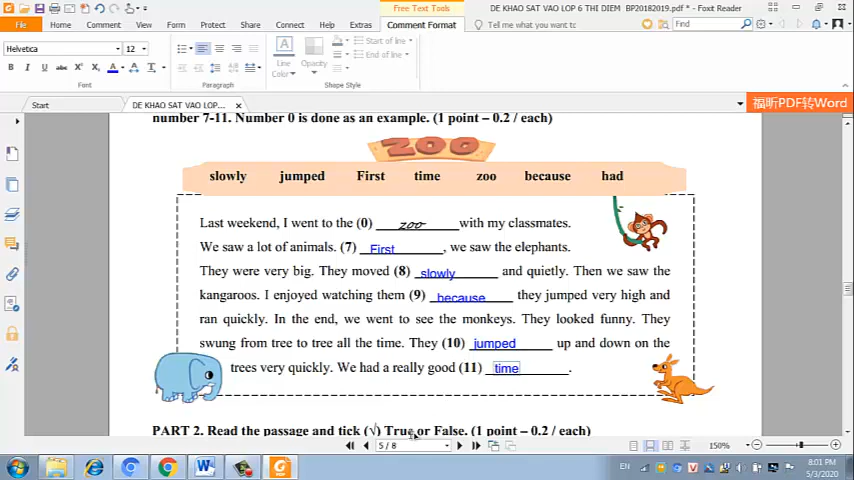 Free Text Tools
DE KHAO SAT VAO LOP 6 THI DIEM BP20182019.pdf * - Foxit Reader
File Home Edit Comment View Form Protect Share Connect Help Extras Comment Format Tell me what you want... Find
Helvetica 12
B I U abc X² X₂ A T
Font Paragraph
Line Color Opacity
Start of line
End of line
Shape Style
Start DE KHAO SAT VAO LOP... 福昕PDF转Word
number 7-11. Number 0 is done as an example. (1 point – 0.2 / each)
ZOO
slowly jumped First time zoo because had
Last weekend, I went to the (0) zoo with my classmates.
We saw a lot of animals. (7) First, we saw the elephants.
They were very big. They moved (8) slowly and quietly. Then we saw the
kangaroos. I enjoyed watching them (9) because they jumped very high and
ran quickly. In the end, we went to see the monkeys. They looked funny. They
swung from tree to tree all the time. They (10) jumped up and down on the
trees very quickly. We had a really good (11) time.
PART 2. Read the passage and tick (√) True or False. (1 point – 0.2 / each)
5 / 8 150%
EN 8:01 PM
5/3/2020